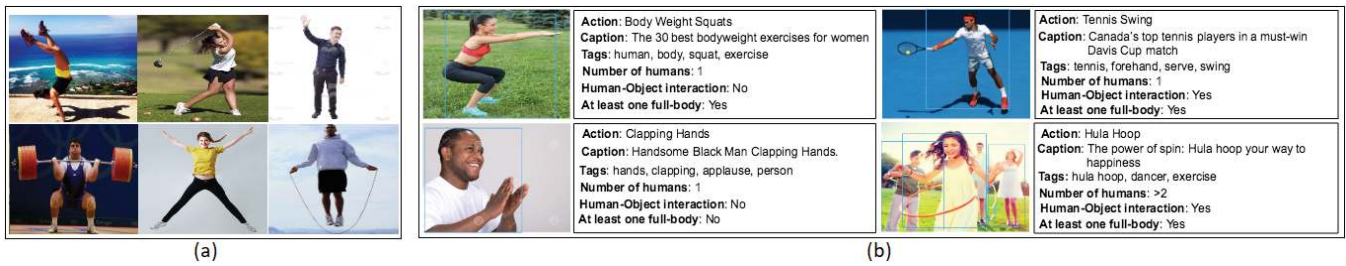 Action: Body Weight Squats
Caption: The 30 best bodyweight exercises for women
Tags: human, body, squat, exercise
Number of humans: 1
Human-Object interaction: No
At least one full-body: Yes
Action: Tennis Swing
Caption: Canada's top tennis players in a must-win
Davis Cup match
Tags: tennis, forehand, serve, swing
Number of humans: 1
Human-Object interaction: Yes
At least one full-body: Yes
Action: Clapping Hands
Caption: Handsome Black Man Clapping Hands.
Tags: hands, clapping, applause, person
Number of humans: 1
Human-Object interaction: No
At least one full-body: No
Action: Hula Hoop
Caption: The power of spin: Hula hoop your way to
happiness
Tags: hula hoop, dancer, exercise
Number of humans: >2
Human-Object interaction: Yes
At least one full-body: Yes
(a)
(b)